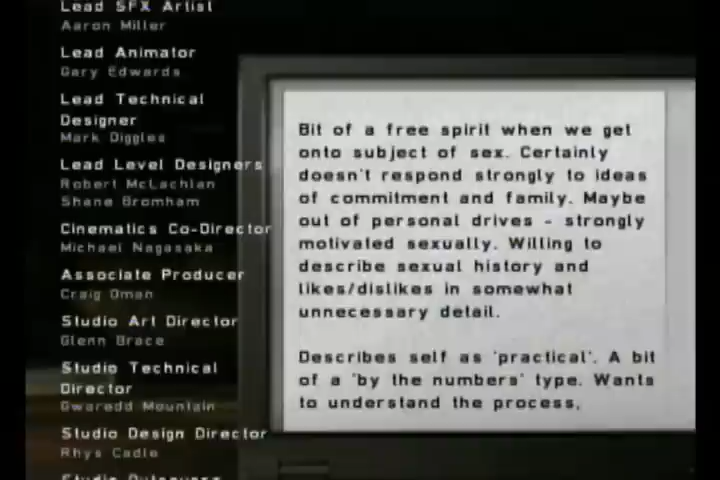 Lead SFX Artist
Aaron Miller
Lead Animator
Gary Edwards
Lead Technical
Designer
Mark Diggles
Lead Level Designers
Robert McLachlan
Shane Bromham
Cinematics Co-Director
Michael Nagasaka
Associate Producer
Craig Oman
Studio Art Director
Glenn Brace
Studio Technical
Director
Gwaredd Mountain
Studio Design Director
Rhys Cadle
Bit of a free spirit when we get
onto subject of sex. Certainly
doesn't respond strongly to ideas
of commitment and family. Maybe
out of personal drives - strongly
motivated sexually. Willing to
describe sexual history and
likes/dislikes in somewhat
unnecessary detail.
Describes self as 'practical'. A bit
of a 'by the numbers' type. Wants
to understand the process,